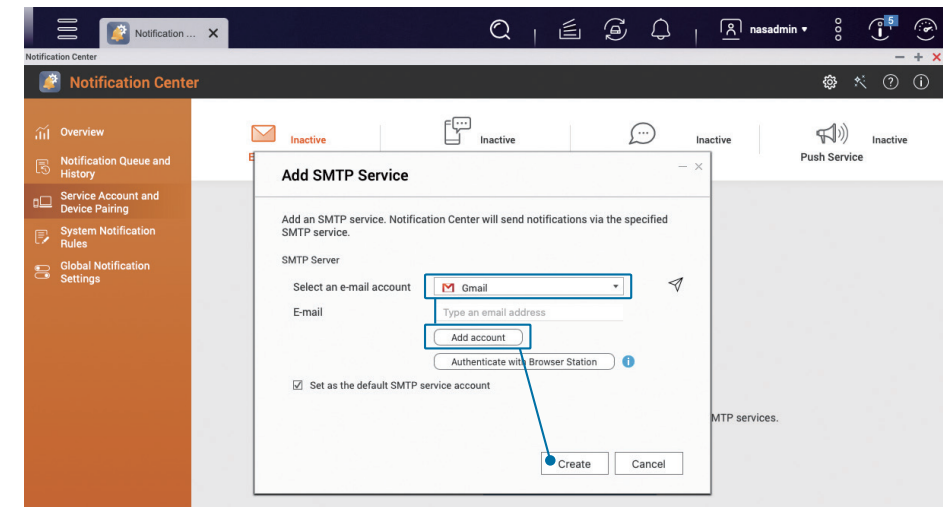 Notification ...
nasadmin
5
Notification Center
Notification Center
Overview
Notification Queue and
History
Service Account and
Device Pairing
System Notification
Rules
Global Notification
Settings
Inactive
Inactive
Inactive
Inactive
E
Push Service
Add SMTP Service
Add an SMTP service. Notification Center will send notifications via the specified
SMTP service.
SMTP Server
Select an e-mail account
Gmail
E-mail
Type an email address
Add account
Authenticate with Browser Station
Set as the default SMTP service account
MTP services.
Create
Cancel